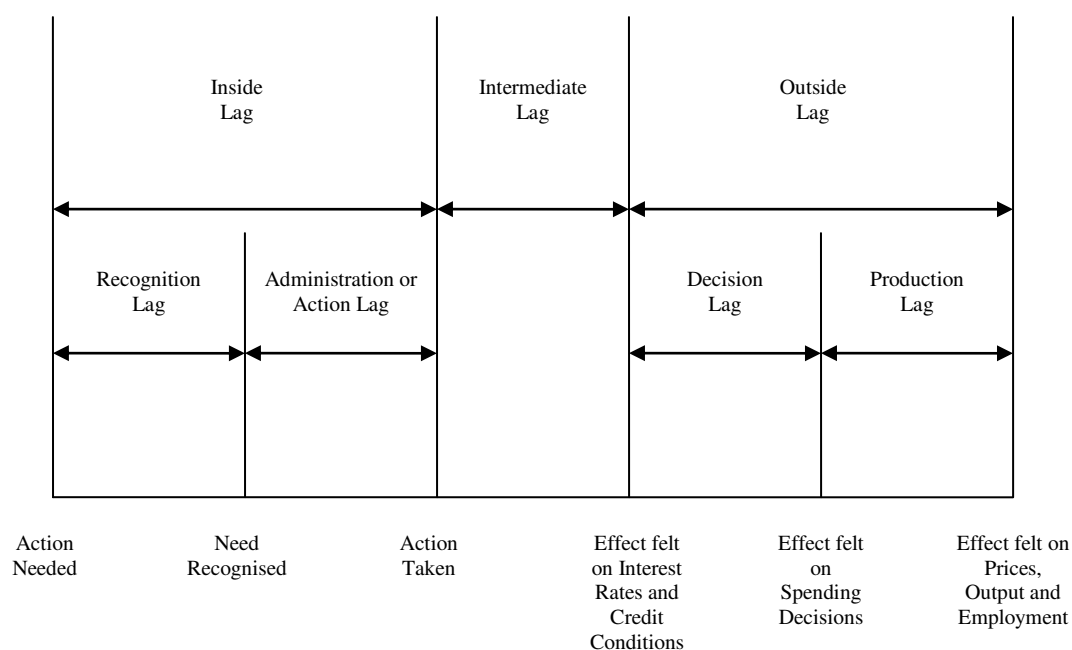 Inside
Lag
Intermediate
Lag
Outside
Lag
Recognition
Lag
Administration or
Action Lag
Decision
Lag
Production
Lag
Action
Needed
Need
Recognised
Action
Taken
Effect felt
on Interest
Rates and
Credit
Conditions
Effect felt
on
Spending
Decisions
Effect felt on
Prices,
Output and
Employment